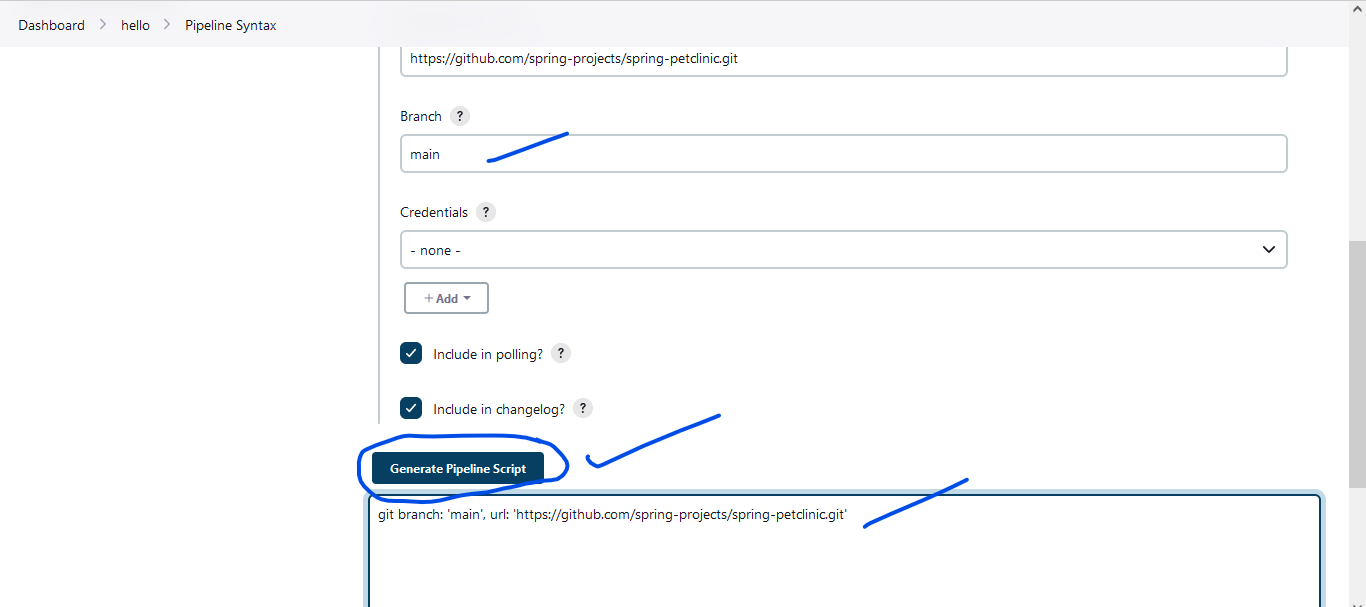 Dashboard > hello > Pipeline Syntax
https://github.com/spring-projects/spring-petclinic.git
Branch ?
main
Credentials ?
- none -
+ Add
Include in polling? ?
Include in changelog? ?
Generate Pipeline Script
git branch: 'main', url: 'https://github.com/spring-projects/spring-petclinic.git'